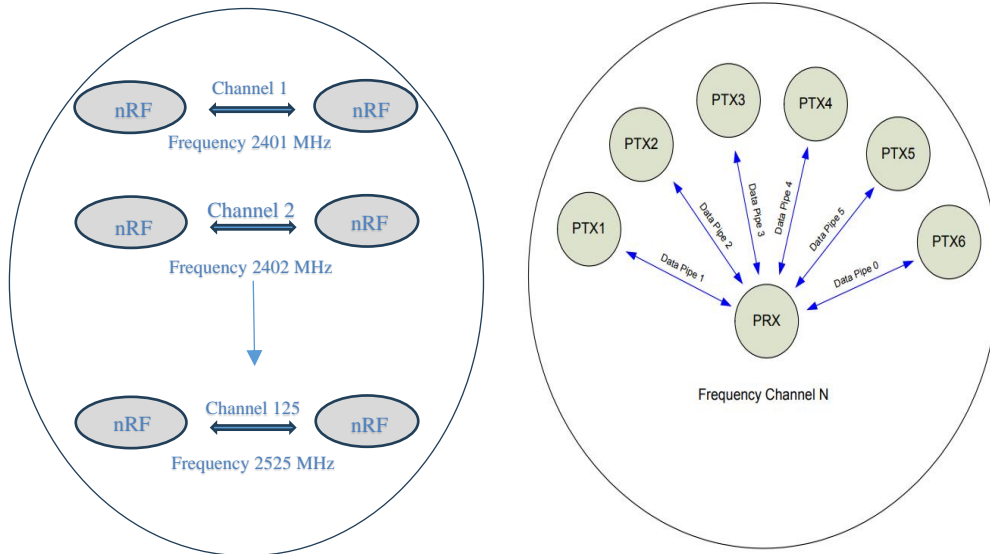 Channel 1
nRF
nRF
Frequency 2401 MHz
Channel 2
nRF
nRF
Frequency 2402 MHz
Channel 125
nRF
nRF
Frequency 2525 MHz
PTX1
PTX2
PTX3
PTX4
PTX5
PTX6
Data Pipe 1
Data Pipe 2
Data Pipe 3
Data Pipe 4
Data Pipe 5
Data Pipe 0
PRX
Frequency Channel N